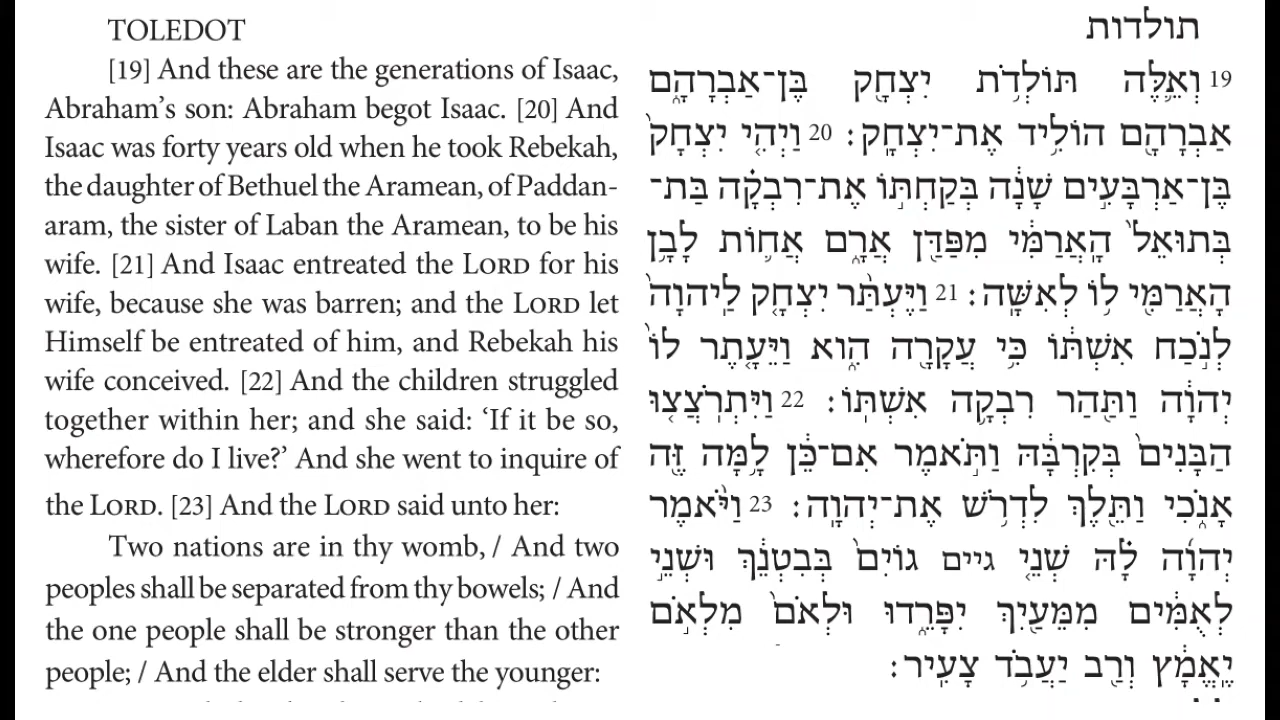 TOLEDOT
[19] And these are the generations of Isaac,
Abraham’s son: Abraham begot Isaac. [20] And
Isaac was forty years old when he took Rebekah,
the daughter of Bethuel the Aramean, of Paddan-
aram, the sister of Laban the Aramean, to be his
wife. [21] And Isaac entreated the LORD for his
wife, because she was barren; and the LORD let
Himself be entreated of him, and Rebekah his
wife conceived. [22] And the children struggled
together within her; and she said: ‘If it be so,
wherefore do I live?’ And she went to inquire of
the LORD. [23] And the LORD said unto her:
Two nations are in thy womb, / And two
peoples shall be separated from thy bowels; / And
the one people shall be stronger than the other
people; / And the elder shall serve the younger:
תולדות
19 וְאֵ֛לֶּה תּוֹלְדֹ֥ת יִצְחָ֖ק בֶּן־אַבְרָהָ֑ם
אַבְרָהָ֖ם הוֹלִ֥יד אֶת־יִצְחָֽק׃ 20 וַיְהִ֤י יִצְחָק֙
בֶּן־אַרְבָּעִ֣ים שָׁנָ֔ה בְּקַחְתּ֣וֹ אֶת־רִבְקָ֗ה בַּת־
בְּתוּאֵל֙ הָֽאֲרַמִּ֔י מִפַּדַּ֖ן אֲרָ֑ם אֲח֛וֹת לָבָ֥ן
הָאֲרַמִּ֖י ל֥וֹ לְאִשָּֽׁה׃ 21 וַיֶּעְתַּ֨ר יִצְחָ֤ק לַֽיהוָה֙
לְנֹ֣כַח אִשְׁתּ֔וֹ כִּ֥י עֲקָרָ֖ה הִ֑וא וַיֵּעָ֤תֶר לוֹ֙
יְהֹוָ֔ה וַתַּ֖הַר רִבְקָ֥ה אִשְׁתּֽוֹ׃ 22 וַיִּתְרֹֽצֲצ֤וּ
הַבָּנִים֙ בְּקִרְבָּ֔הּ וַתֹּ֣אמֶר אִם־כֵּ֔ן לָ֥מָּה זֶּ֖ה
אָנֹ֑כִי וַתֵּ֖לֶךְ לִדְרֹ֥שׁ אֶת־יְהוָֽה׃ 23 וַיֹּ֨אמֶר
יְהוָ֜ה לָ֗הּ שְׁנֵ֤י גיים גוֹיִם֙ בְּבִטְנֵ֔ךְ וּשְׁנֵ֣י
לְאֻמִּ֔ים מִמֵּעַ֖יִךְ יִפָּרֵ֑דוּ וּלְאֹם֙ מִלְאֹ֣ם
יֶֽאֱמָ֔ץ וְרַ֖ב יַעֲבֹ֥ד צָעִֽיר׃